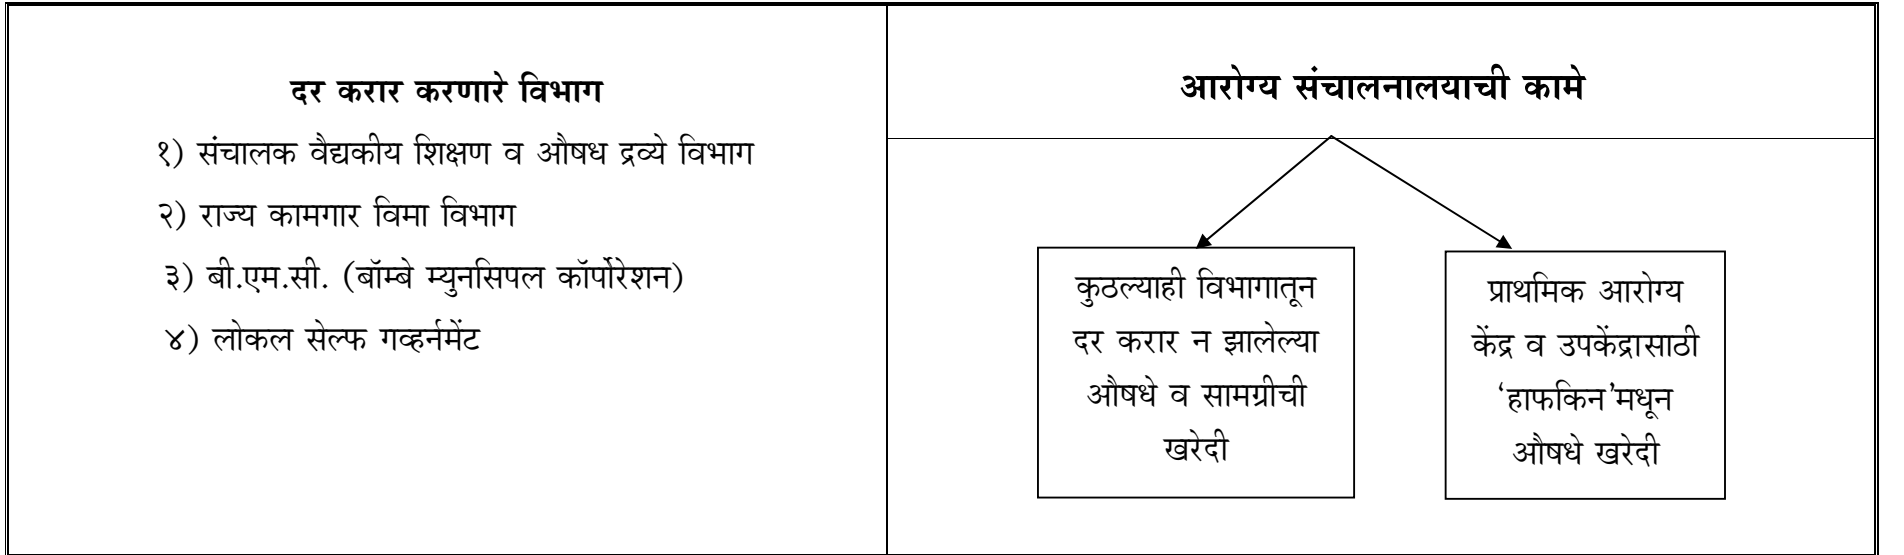 दर करार करणारे विभाग
१) संचालक वैद्यकीय शिक्षण व औषध द्रव्ये विभाग
२) राज्य कामगार विमा विभाग
३) बी.एम.सी. (बॉम्बे म्युनसिपल कॉर्पोरेशन)
४) लोकल सेल्फ गव्हर्नमेंट
आरोग्य संचालनालयाची कामे
कुठल्याही विभागातून
दर करार न झालेल्या
औषधे व सामग्रीची
खरेदी
प्राथमिक आरोग्य
केंद्र व उपकेंद्रासाठी
‘हाफकिन’मधून
औषधे खरेदी